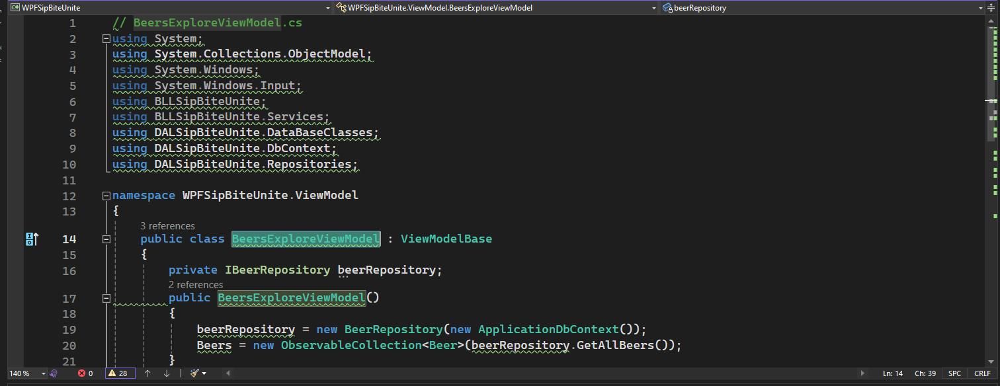 WPFSipBiteUnite WPFSipBiteUnite.ViewModel.BeersExploreViewModel beerRepository
1 // BeersExploreViewModel.cs
2 using System;
3 using System.Collections.ObjectModel;
4 using System.Windows;
5 using System.Windows.Input;
6 using BLLSipBiteUnite;
7 using BLLSipBiteUnite.Services;
8 using DALSipBiteUnite.DataBaseClasses;
9 using DALSipBiteUnite.DbContext;
10 using DALSipBiteUnite.Repositories;
11
12 namespace WPFSipBiteUnite.ViewModel
13 {
3 references
14 public class BeersExploreViewModel : ViewModelBase
15 {
16 private IBeerRepository beerRepository;
2 references
17 public BeersExploreViewModel()
18 {
19 beerRepository = new BeerRepository(new ApplicationDbContext());
20 Beers = new ObservableCollection<Beer>(beerRepository.GetAllBeers());
21 }
140 % 0 28 Ln: 14 Ch: 39 SPC CRLF